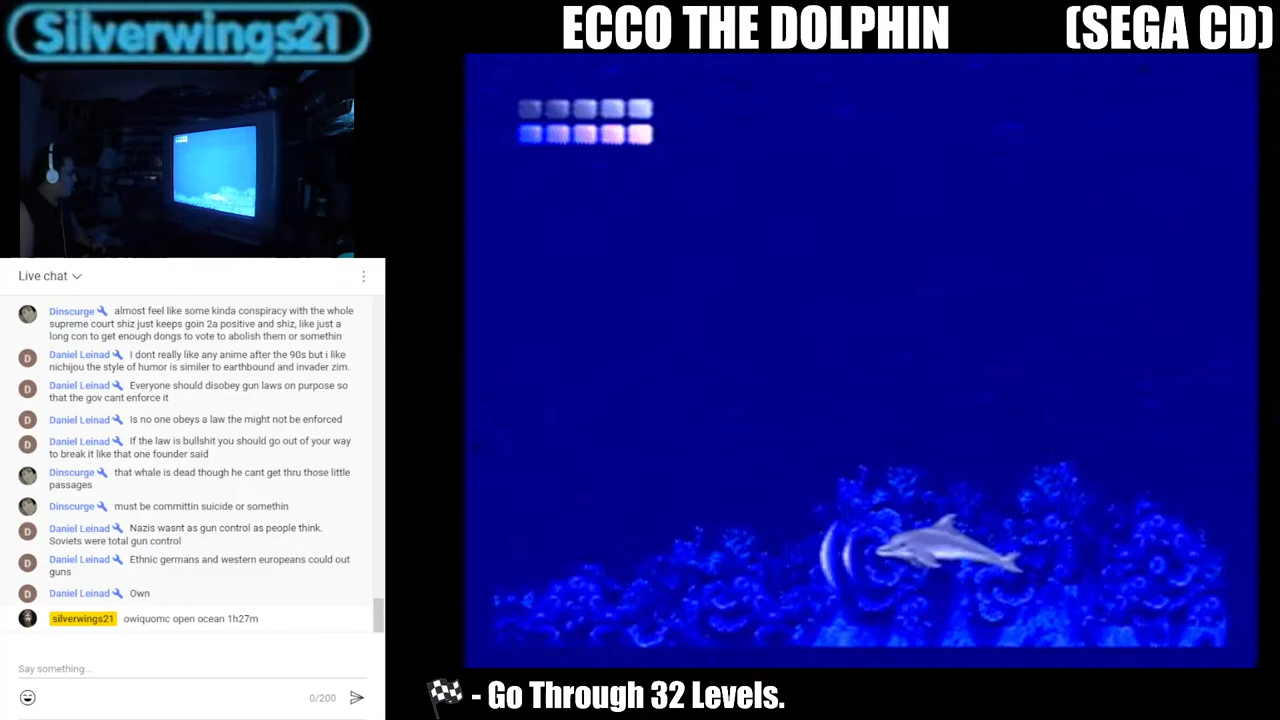 Silverwings21
ECCO THE DOLPHIN (SEGA CD)
Live chat
Dinscurge almost feel like some kinda conspiracy with the whole
supreme court shiz just keeps goin 2a positive and shiz, like just a
long con to get enough dongs to vote to abolish them or somethin
Daniel Leinad I dont really like any anime after the 90s but i like
nichijou the style of humor is similer to earthbound and invader zim.
Daniel Leinad Everyone should disobey gun laws on purpose so
that the gov cant enforce it
Daniel Leinad Is no one obeys a law the might not be enforced
Daniel Leinad If the law is bullshit you should go out of your way
to break it like that one founder said
Dinscurge that whale is dead though he cant get thru those little
passages
Dinscurge must be committin suicide or somethin
Daniel Leinad Nazis wasnt as gun control as people think.
Soviets were total gun control
Daniel Leinad Ethnic germans and western europeans could out
guns
Daniel Leinad Own
silverwings21 owiquomc open ocean 1h27m
Say something...
0/200
- Go Through 32 Levels.
D
D
D
D
D
D
D